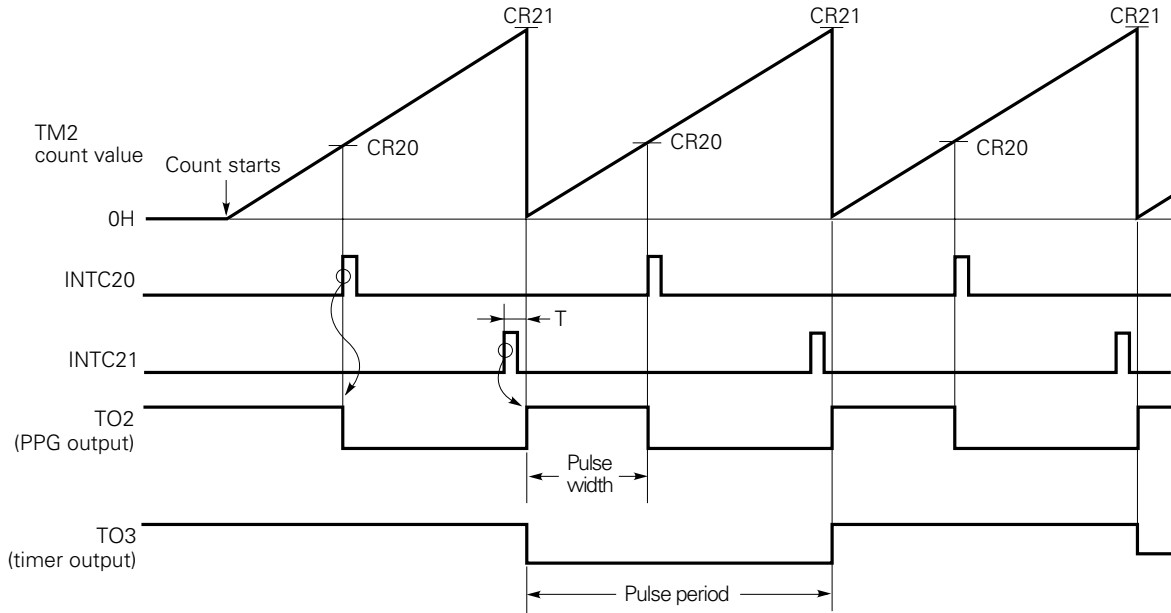 CR21
CR21
CR21
TM2
count value
CR20
CR20
CR20
Count starts
0H
INTC20
T
INTC21
TO2
(PPG output)
Pulse
width
TO3
(timer output)
Pulse period